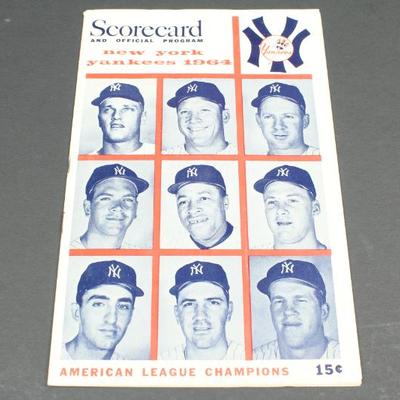 Scorecard
AND OFFICIAL PROGRAM
new york
yankees 1964
Yankees
AMERICAN LEAGUE CHAMPIONS 15¢